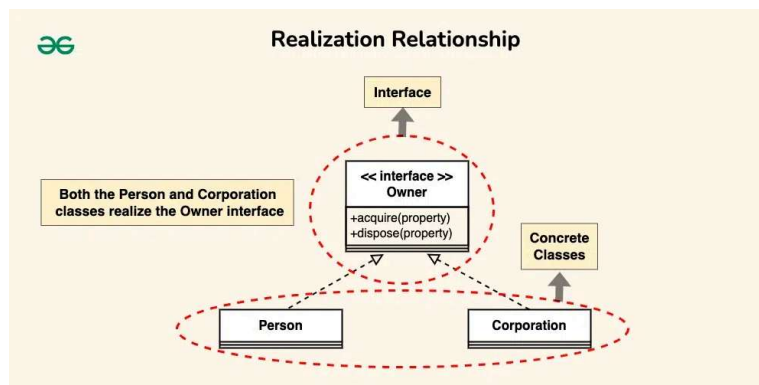 Realization Relationship
Interface
<< interface >>
Owner
+acquire(property)
+dispose(property)
Both the Person and Corporation
classes realize the Owner interface
Concrete
Classes
Person
Corporation